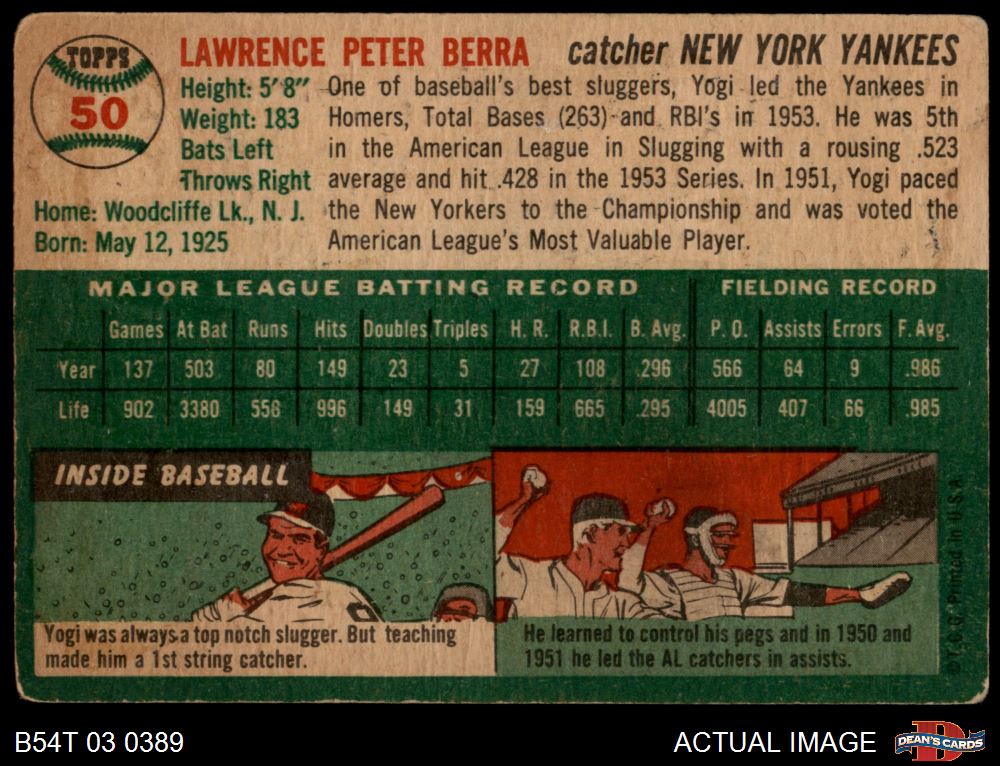 TOPPS
50
LAWRENCE PETER BERRA catcher NEW YORK YANKEES
Height: 5'8"
Weight: 183
Bats Left
Throws Right
Home: Woodcliffe Lk., N. J.
Born: May 12, 1925
One of baseball's best sluggers, Yogi led the Yankees in
Homers, Total Bases (263) and RBI's in 1953. He was 5th
in the American League in Slugging with a rousing .523
average and hit .428 in the 1953 Series. In 1951, Yogi paced
the New Yorkers to the Championship and was voted the
American League's Most Valuable Player.
MAJOR LEAGUE BATTING RECORD FIELDING RECORD
Games At Bat Runs Hits Doubles Triples H. R. R.B.I. B. Avg. P. O. Assists Errors F. Avg.
Year 137 503 80 149 23 5 27 108 .296 566 64 9 .986
Life 902 3380 556 996 149 31 159 665 .295 4005 407 66 .985
INSIDE BASEBALL
Yogi was always a top notch slugger. But teaching
made him a 1st string catcher.
He learned to control his pegs and in 1950 and
1951 he led the AL catchers in assists.
©T.C.G. Printed in U.S.A.
B54T 03 0389
ACTUAL IMAGE
D
DEAN'S CARDS